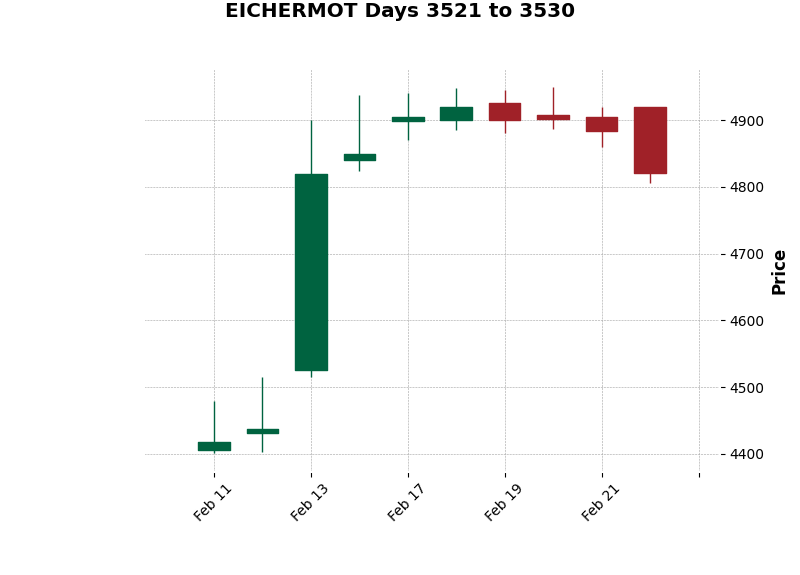 EICHERMOT Days 3521 to 3530
4900
4800
4700
4600
4500
4400
Price
Feb 11
Feb 13
Feb 17
Feb 19
Feb 21